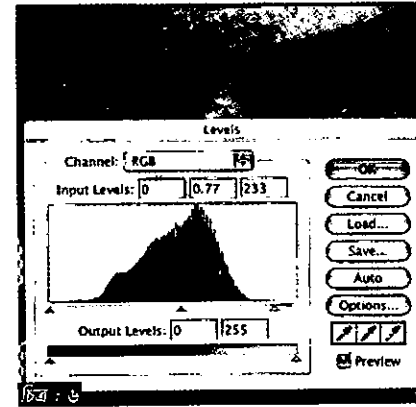 Levels
Channel: RGB
OK
Input Levels: 0 0.77 233
Cancel
Load...
Save...
Auto
Output Levels: 0 255
Options...
Preview